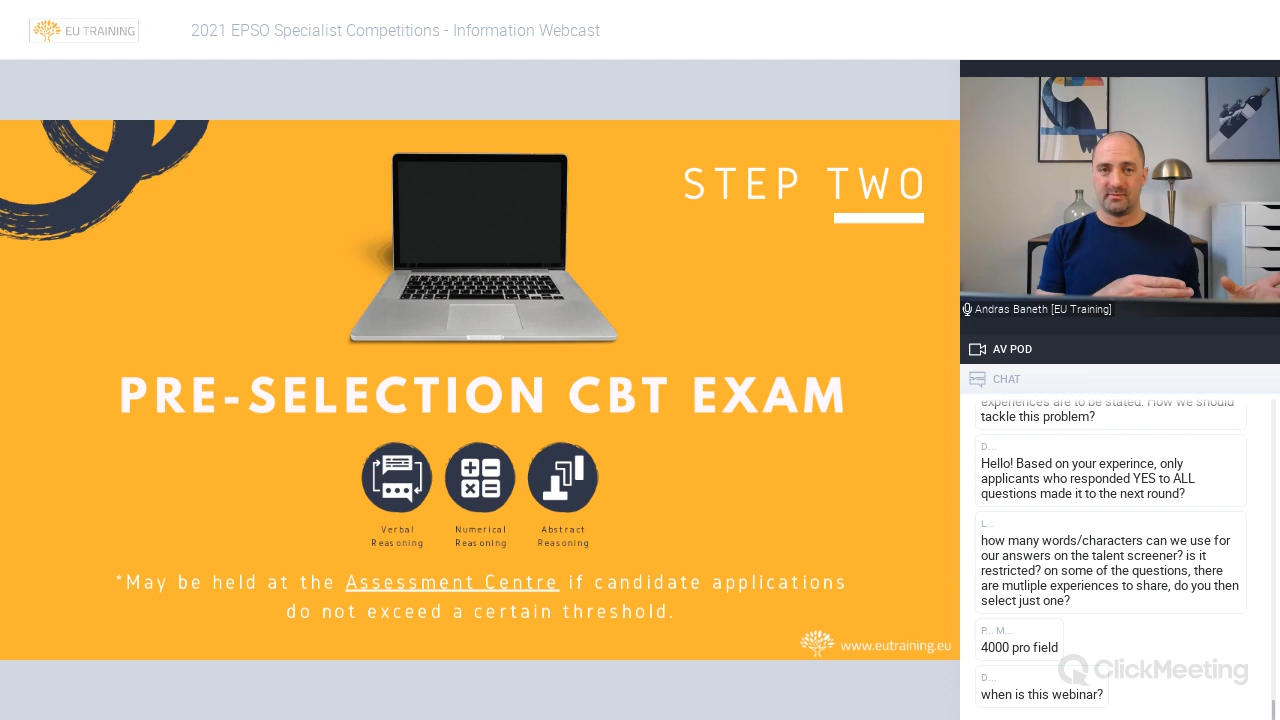 EU TRAINING
2021 EPSO Specialist Competitions - Information Webcast
STEP TWO
PRE-SELECTION CBT EXAM
Verbal
Reasoning
Numerical
Reasoning
Abstract
Reasoning
*May be held at the Assessment Centre if candidate applications
do not exceed a certain threshold.
www.eutraining.eu
Andras Baneth [EU Training]
AV POD
CHAT
experiences are to be stated. How we should
tackle this problem?
D...
Hello! Based on your experince, only
applicants who responded YES to ALL
questions made it to the next round?
L...
how many words/characters can we use for
our answers on the talent screener? is it
restricted? on some of the questions, there
are mutliple experiences to share, do you then
select just one?
P... M...
4000 pro field
D...
when is this webinar?
ClickMeeting